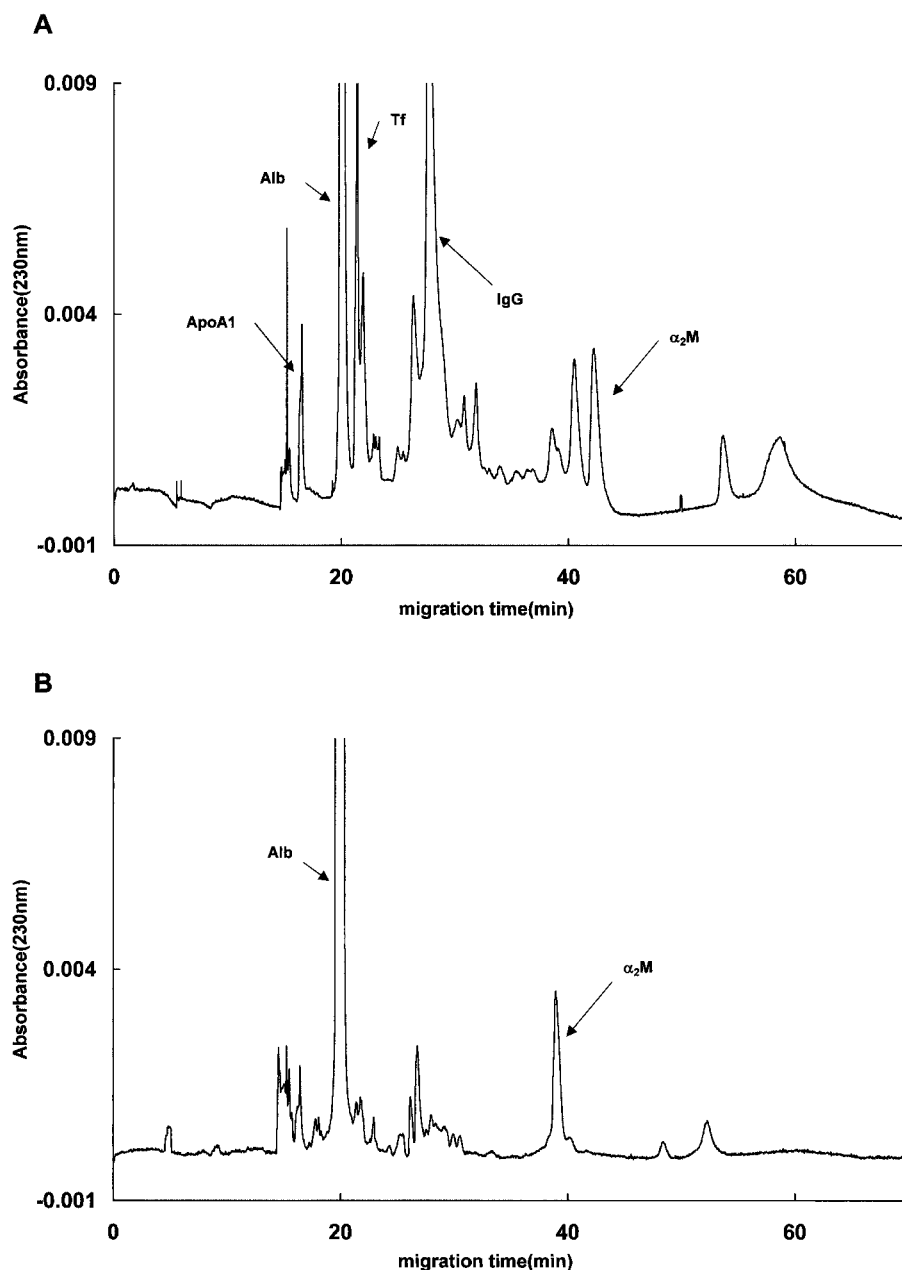 A
0.009
Tf
Alb
Absorbance(230nm)
IgG
0.004
ApoA1
α₂M
-0.001
0 20 40 60
migration time(min)
B
0.009
Alb
Absorbance(230nm)
0.004
α₂M
-0.001
0 20 40 60
migration time(min)